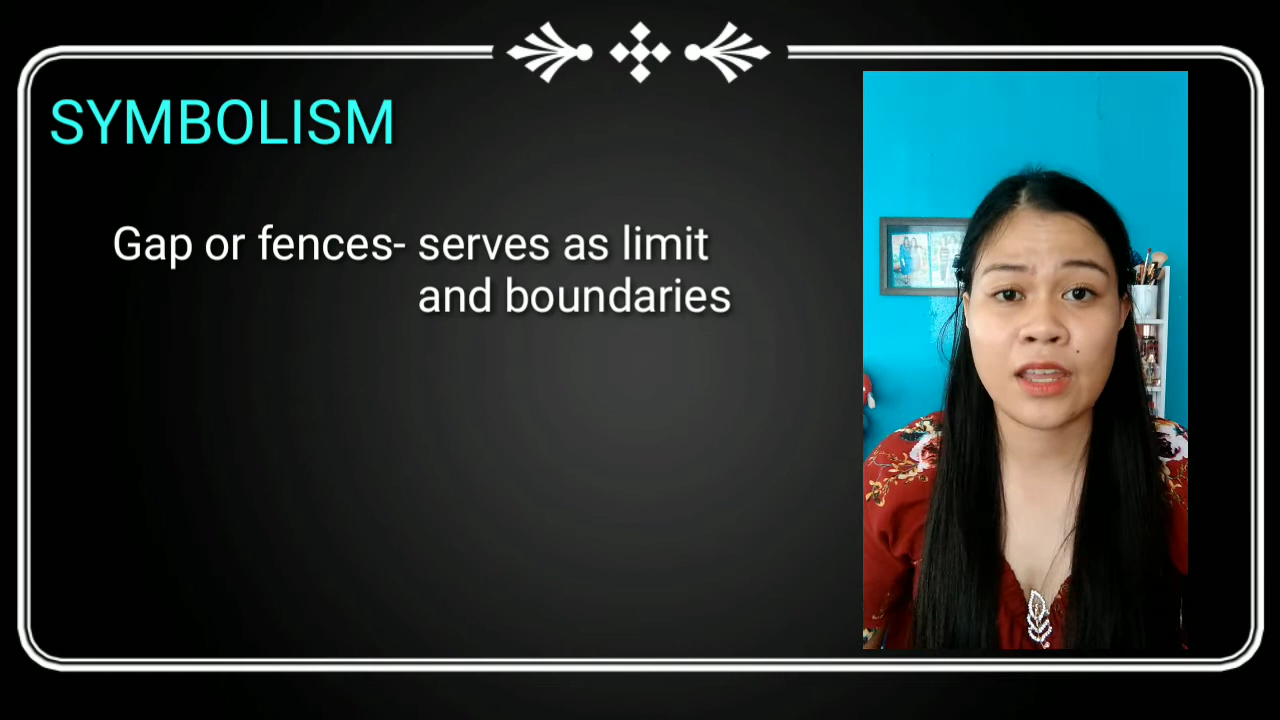 SYMBOLISM
Gap or fences- serves as limit
and boundaries